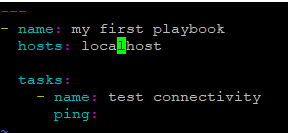 ---
- name: my first playbook
  hosts: localhost

  tasks:
    - name: test connectivity
      ping:
~